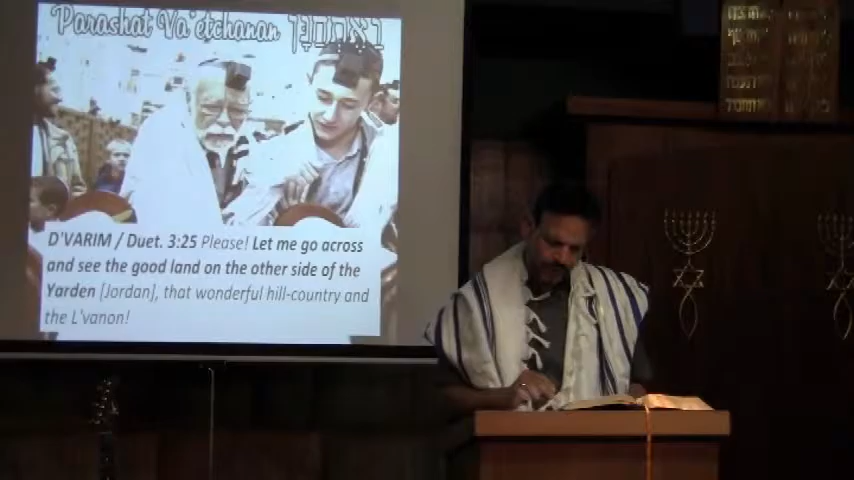 Parashat Va'etchanan ואתחנן
D'VARIM / Duet. 3:25 Please! Let me go across
and see the good land on the other side of the
Yarden [Jordan], that wonderful hill-country and
the L'vanon!